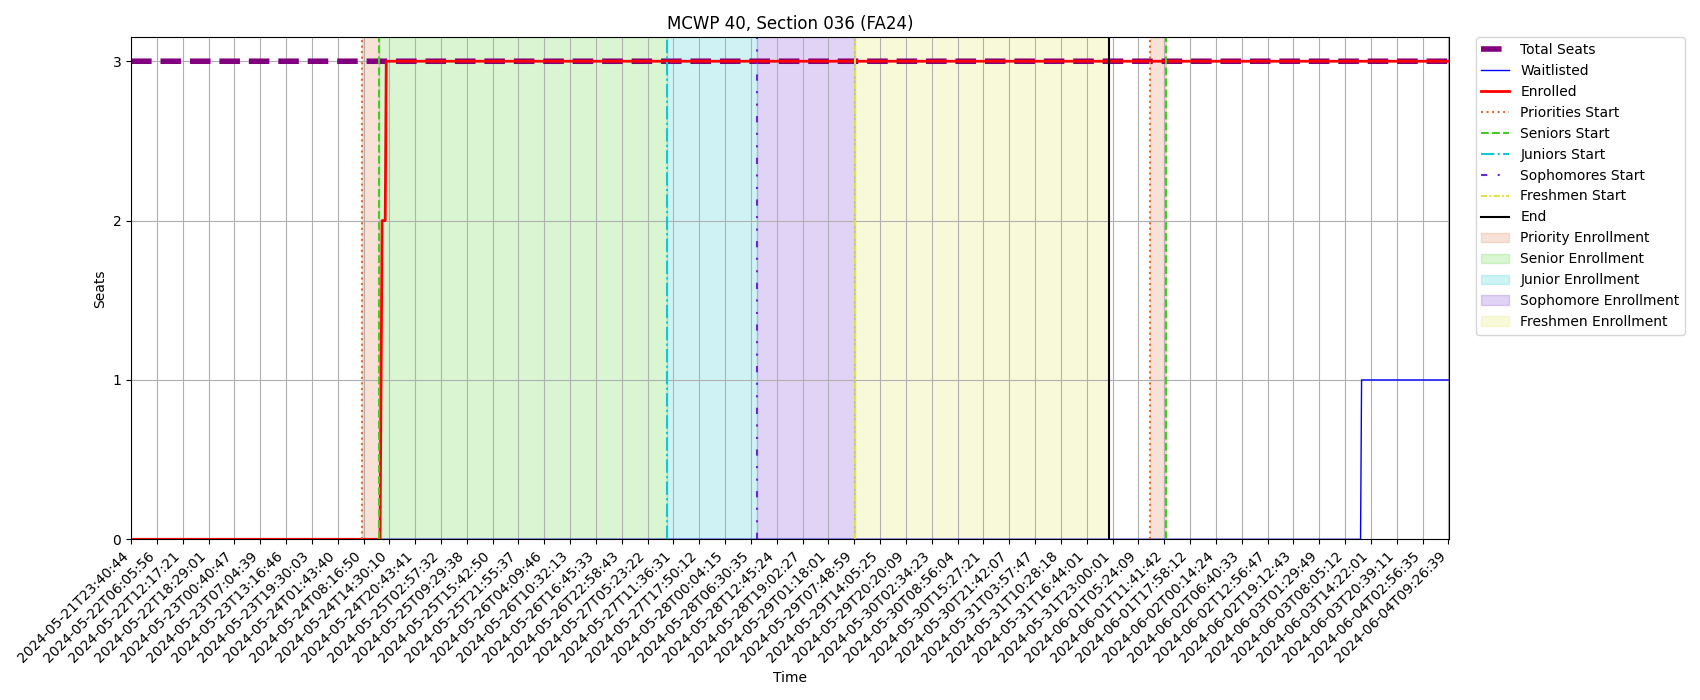 MCWP 40, Section 036 (FA24)
Total Seats
Waitlisted
Enrolled
Priorities Start
Seniors Start
Juniors Start
Sophomores Start
Freshmen Start
End
Priority Enrollment
Senior Enrollment
Junior Enrollment
Sophomore Enrollment
Freshmen Enrollment
Seats
3
2
1
0
2024-05-21T23:40:44
2024-05-22T06:05:56
2024-05-22T12:17:21
2024-05-22T18:29:01
2024-05-23T00:40:47
2024-05-23T07:04:39
2024-05-23T13:16:46
2024-05-23T19:30:03
2024-05-24T01:43:40
2024-05-24T08:16:50
2024-05-24T14:30:10
2024-05-24T20:43:41
2024-05-25T02:57:32
2024-05-25T09:29:38
2024-05-25T15:42:50
2024-05-25T21:55:37
2024-05-26T04:09:46
2024-05-26T10:32:13
2024-05-26T16:45:33
2024-05-26T22:58:43
2024-05-27T05:23:22
2024-05-27T11:36:31
2024-05-27T17:50:12
2024-05-28T00:04:15
2024-05-28T06:30:35
2024-05-28T12:45:24
2024-05-28T19:02:27
2024-05-29T01:18:01
2024-05-29T07:48:59
2024-05-29T14:05:25
2024-05-29T20:20:09
2024-05-30T02:34:23
2024-05-30T08:56:04
2024-05-30T15:27:21
2024-05-30T21:42:07
2024-05-31T03:57:47
2024-05-31T10:28:18
2024-05-31T16:44:01
2024-05-31T23:00:01
2024-06-01T05:24:09
2024-06-01T11:41:42
2024-06-01T17:58:12
2024-06-02T00:14:24
2024-06-02T06:40:33
2024-06-02T12:56:47
2024-06-02T19:12:43
2024-06-03T01:29:49
2024-06-03T08:05:12
2024-06-03T14:22:01
2024-06-03T20:39:11
2024-06-04T02:56:35
2024-06-04T09:26:39
Time